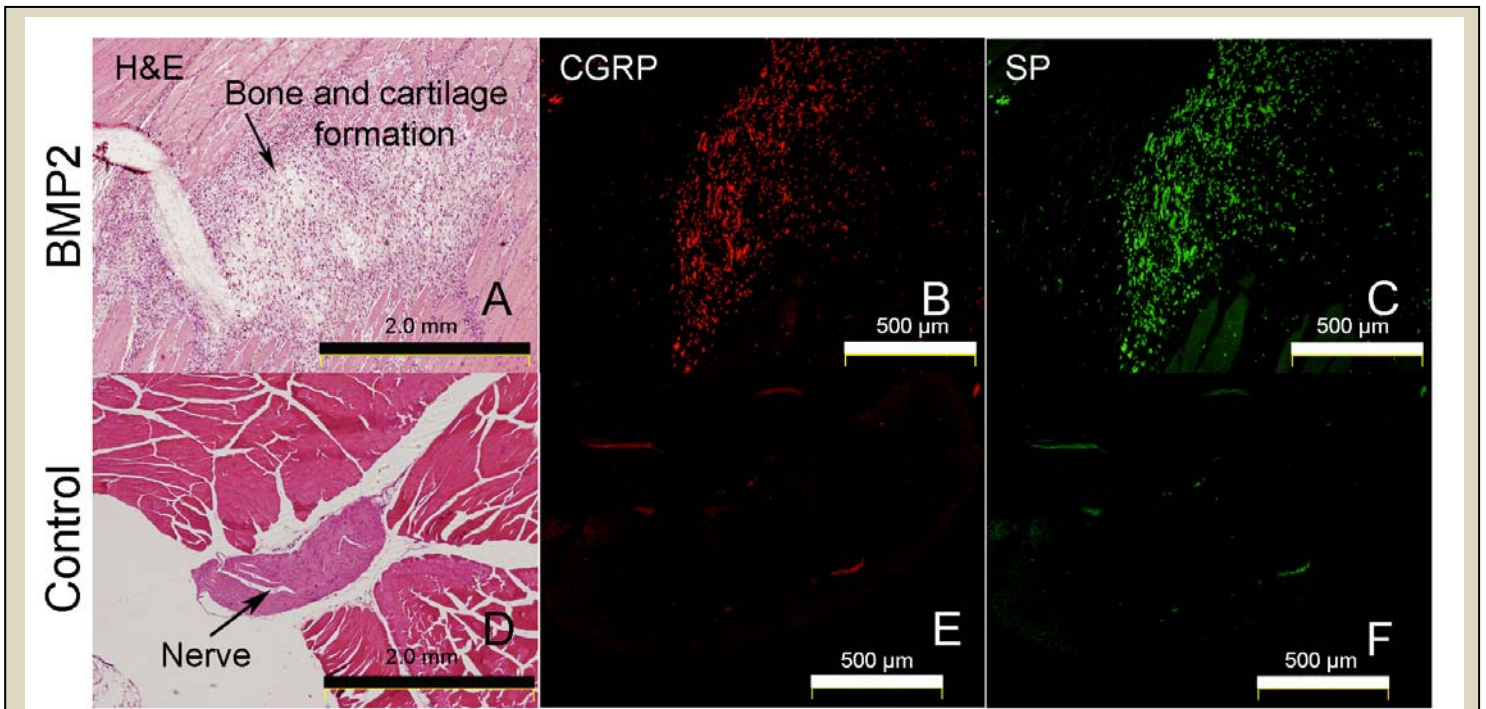 BMP2
H&E
Bone and cartilage
formation
A
2.0 mm
CGRP
B
500 µm
SP
C
500 µm
Control
Nerve
D
2.0 mm
E
500 µm
F
500 µm